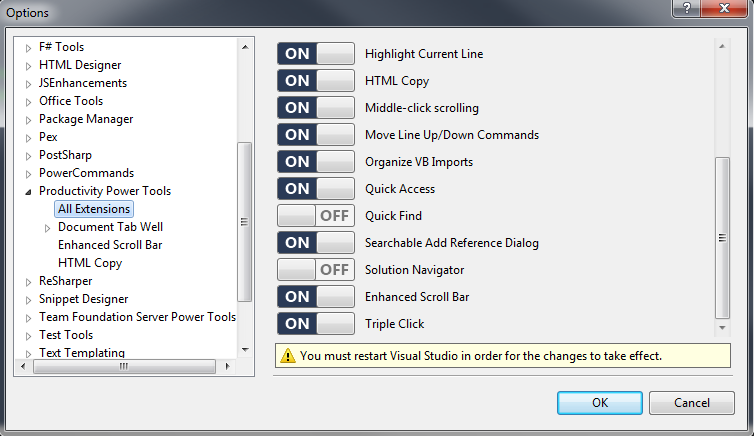 Options
F# Tools
HTML Designer
JSEnhancements
Office Tools
Package Manager
Pex
PostSharp
PowerCommands
Productivity Power Tools
All Extensions
Document Tab Well
Enhanced Scroll Bar
HTML Copy
ReSharper
Snippet Designer
Team Foundation Server Power Tools
Test Tools
Text Templating
ON Highlight Current Line
ON HTML Copy
ON Middle-click scrolling
ON Move Line Up/Down Commands
ON Organize VB Imports
ON Quick Access
OFF Quick Find
ON Searchable Add Reference Dialog
OFF Solution Navigator
ON Enhanced Scroll Bar
ON Triple Click
You must restart Visual Studio in order for the changes to take effect.
OK Cancel